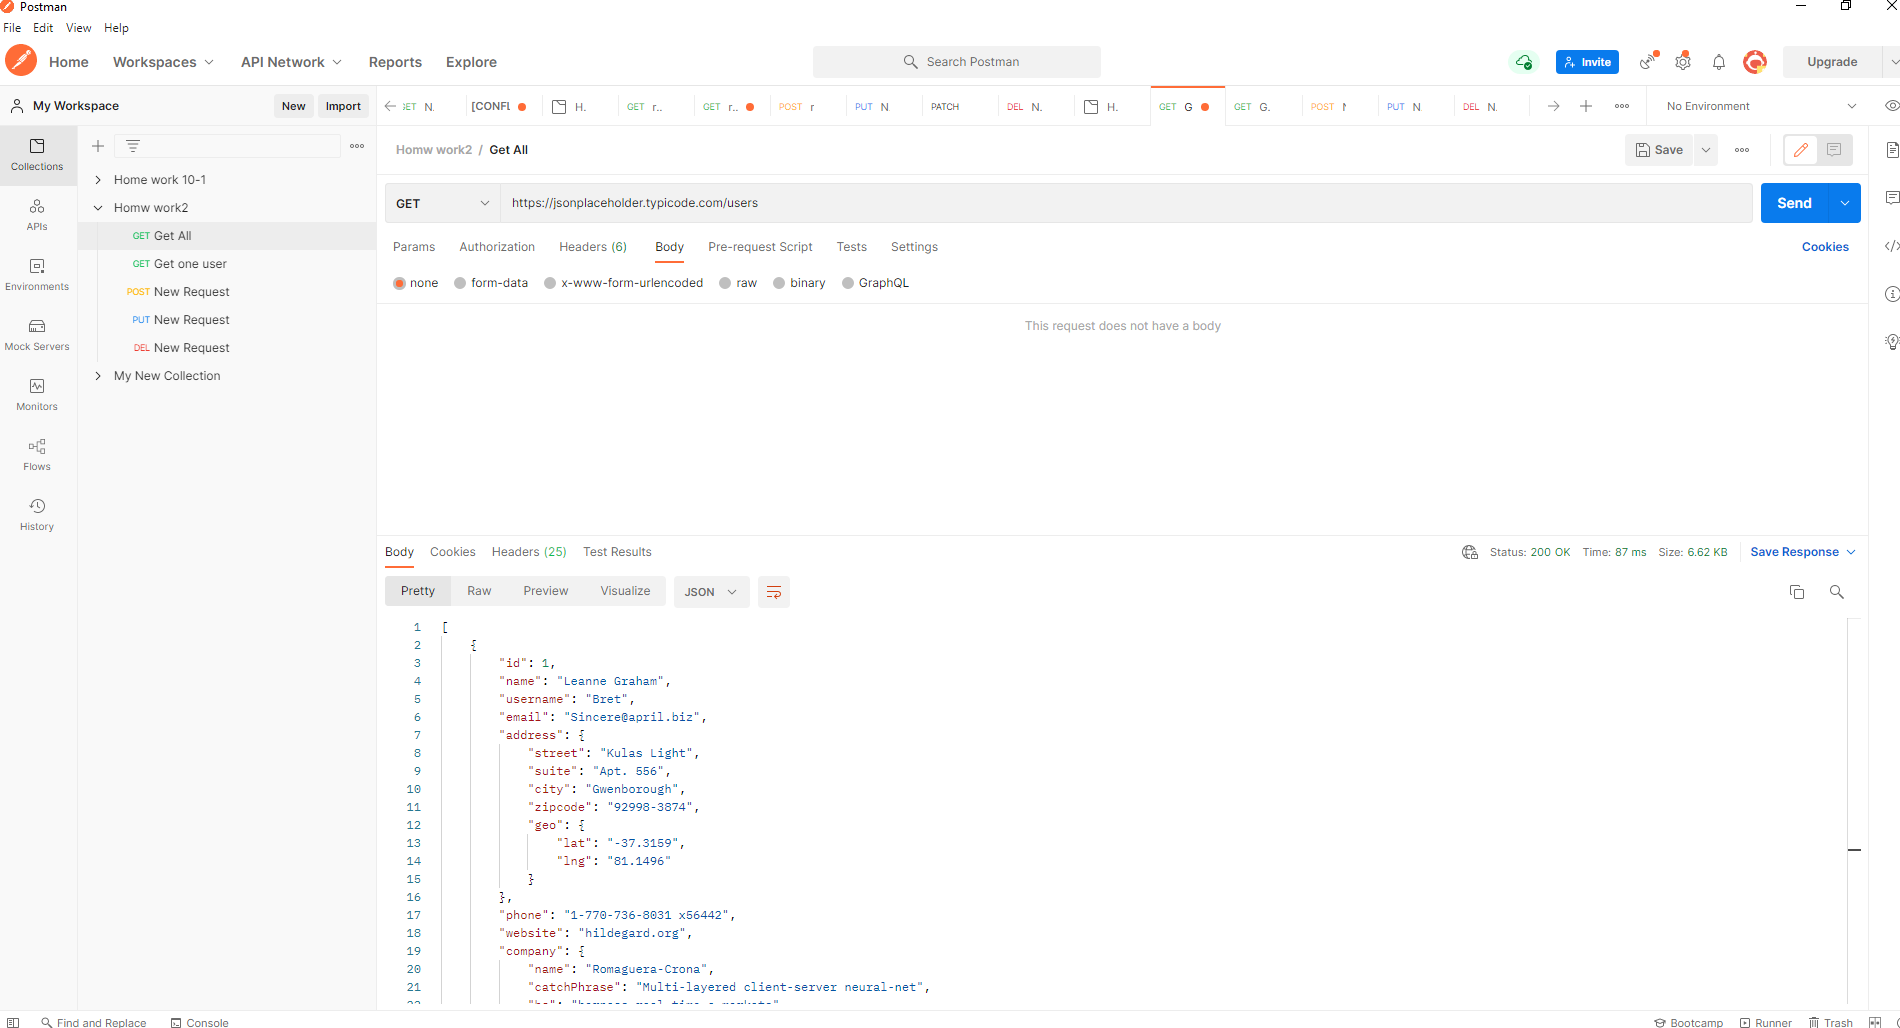 Postman
File Edit View Help
Home Workspaces API Network Reports Explore Search Postman Invite Upgrade
My Workspace New Import
ET N. [CONFL H. GET r.. GET r.. POST r PUT N PATCH DEL N. H. GET G GET G. POST PUT N. DEL N. No Environment
Collections
APIs
Environments
Mock Servers
Monitors
Flows
History
Home work 10-1
Homw work2
GET Get All
GET Get one user
POST New Request
PUT New Request
DEL New Request
My New Collection
Homw work2 / Get All Save
GET https://jsonplaceholder.typicode.com/users Send
Params Authorization Headers (6) Body Pre-request Script Tests Settings Cookies
none form-data x-www-form-urlencoded raw binary GraphQL
This request does not have a body
Body Cookies Headers (25) Test Results Status: 200 OK Time: 87 ms Size: 6.62 KB Save Response
Pretty Raw Preview Visualize JSON
1 [
2 {
3 "id": 1,
4 "name": "Leanne Graham",
5 "username": "Bret",
6 "email": "Sincere@april.biz",
7 "address": {
8 "street": "Kulas Light",
9 "suite": "Apt. 556",
10 "city": "Gwenborough",
11 "zipcode": "92998-3874",
12 "geo": {
13 "lat": "-37.3159",
14 "lng": "81.1496"
15 }
16 },
17 "phone": "1-770-736-8031 x56442",
18 "website": "hildegard.org",
19 "company": {
20 "name": "Romaguera-Crona",
21 "catchPhrase": "Multi-layered client-server neural-net",
Find and Replace Console Bootcamp Runner Trash